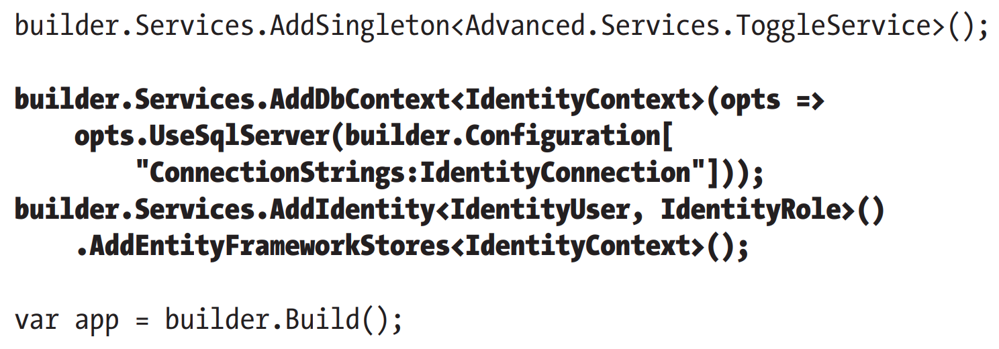 builder.Services.AddSingleton<Advanced.Services.ToggleService>();
builder.Services.AddDbContext<IdentityContext>(opts =>
opts.UseSqlServer(builder.Configuration[
"ConnectionStrings:IdentityConnection"]));
builder.Services.AddIdentity<IdentityUser, IdentityRole>()
.AddEntityFrameworkStores<IdentityContext>();
var app = builder.Build();